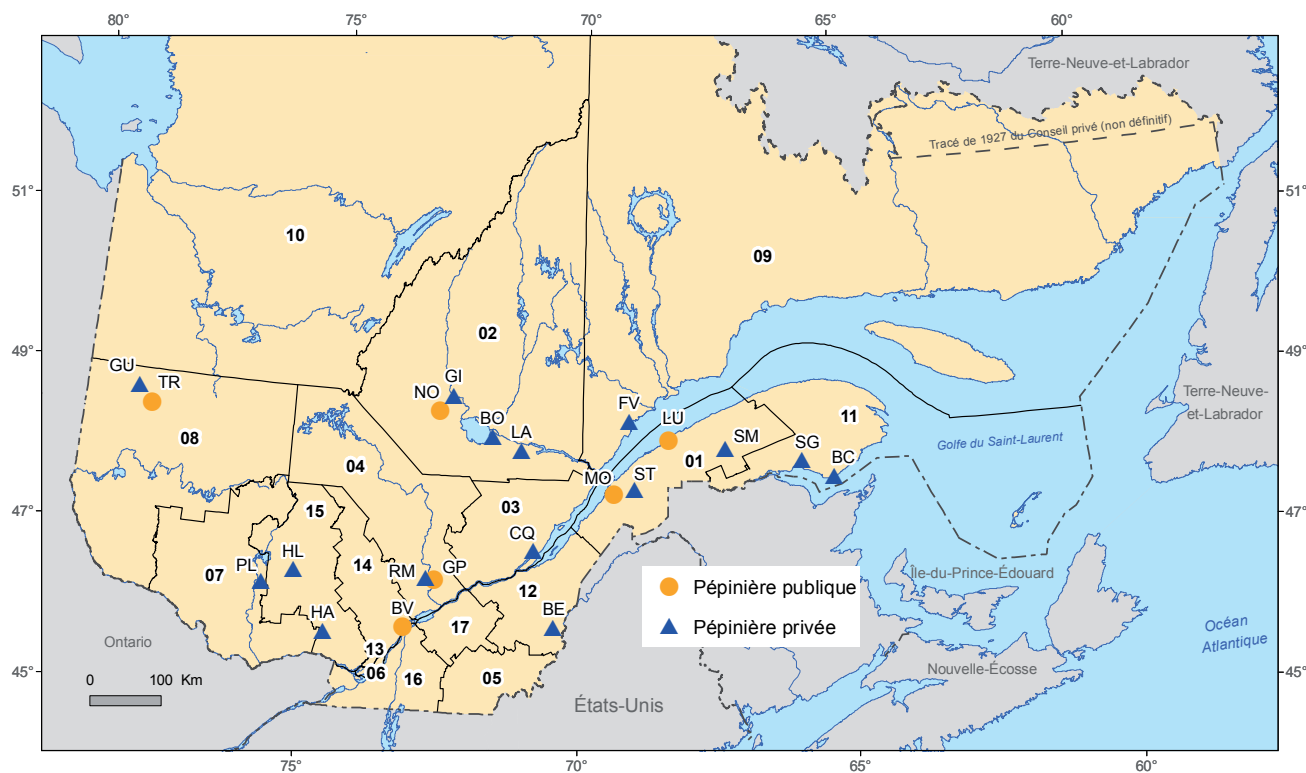 80°
75°
70°
65°
60°
Terre-Neuve-et-Labrador
Tracé de 1927 du Conseil privé (non définitif)
51°
51°
10
09
02
49°
49°
GU
TR
GI
NO
BO
LA
FV
LU
11
Terre-Neuve-
et-Labrador
08
SM
SG
BC
Golfe du Saint-Laurent
04
01
MO
ST
47°
47°
03
15
CQ
07
PL
HL
14
RM
GP
12
Pépinière publique
Île-du-Prince-Édouard
HA
BV
17
BE
Pépinière privée
Océan
Atlantique
Ontario
13
06
16
05
45°
45°
Nouvelle-Écosse
0
100 Km
États-Unis
75°
70°
65°
60°